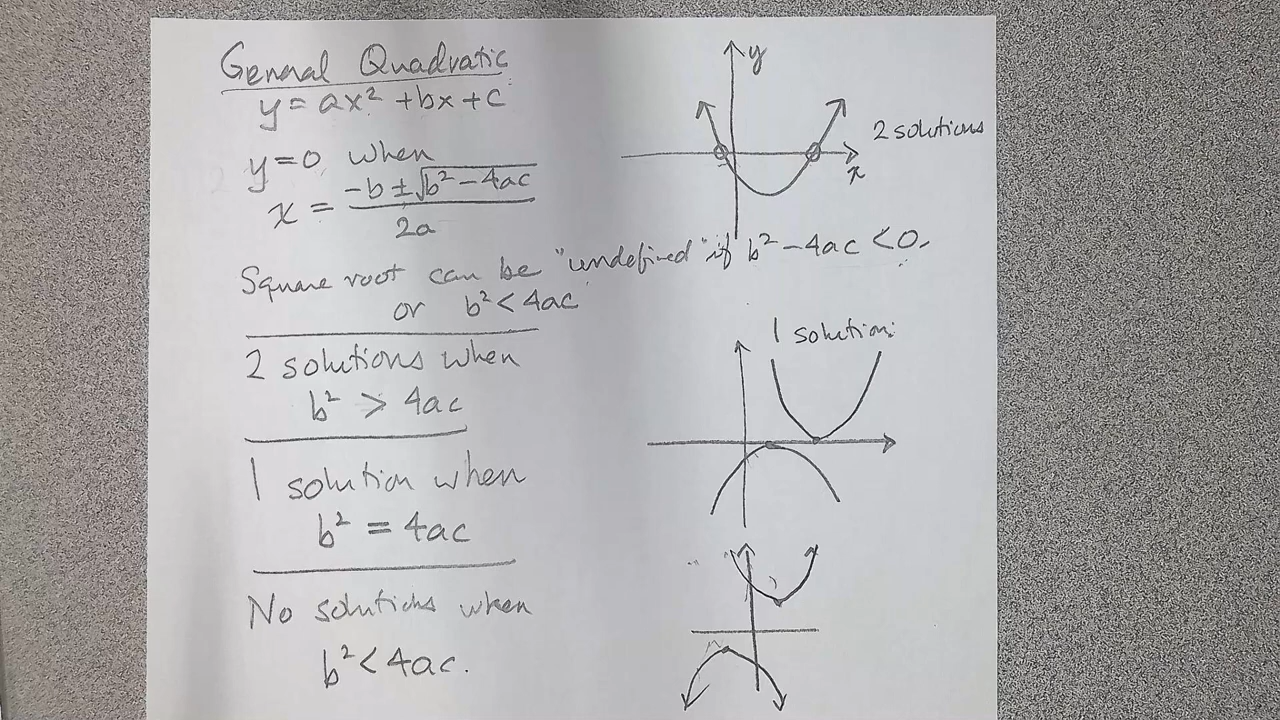 General Quadratic
y = ax² + bx + c
y = 0 when
x = (-b ± √(b² - 4ac)) / 2a
y
2 solutions
x
Square root can be "undefined" if b² - 4ac < 0.
or b² < 4ac
2 solutions when
b² > 4ac
1 solution when
b² = 4ac
No solutions when
b² < 4ac.
1 solution: